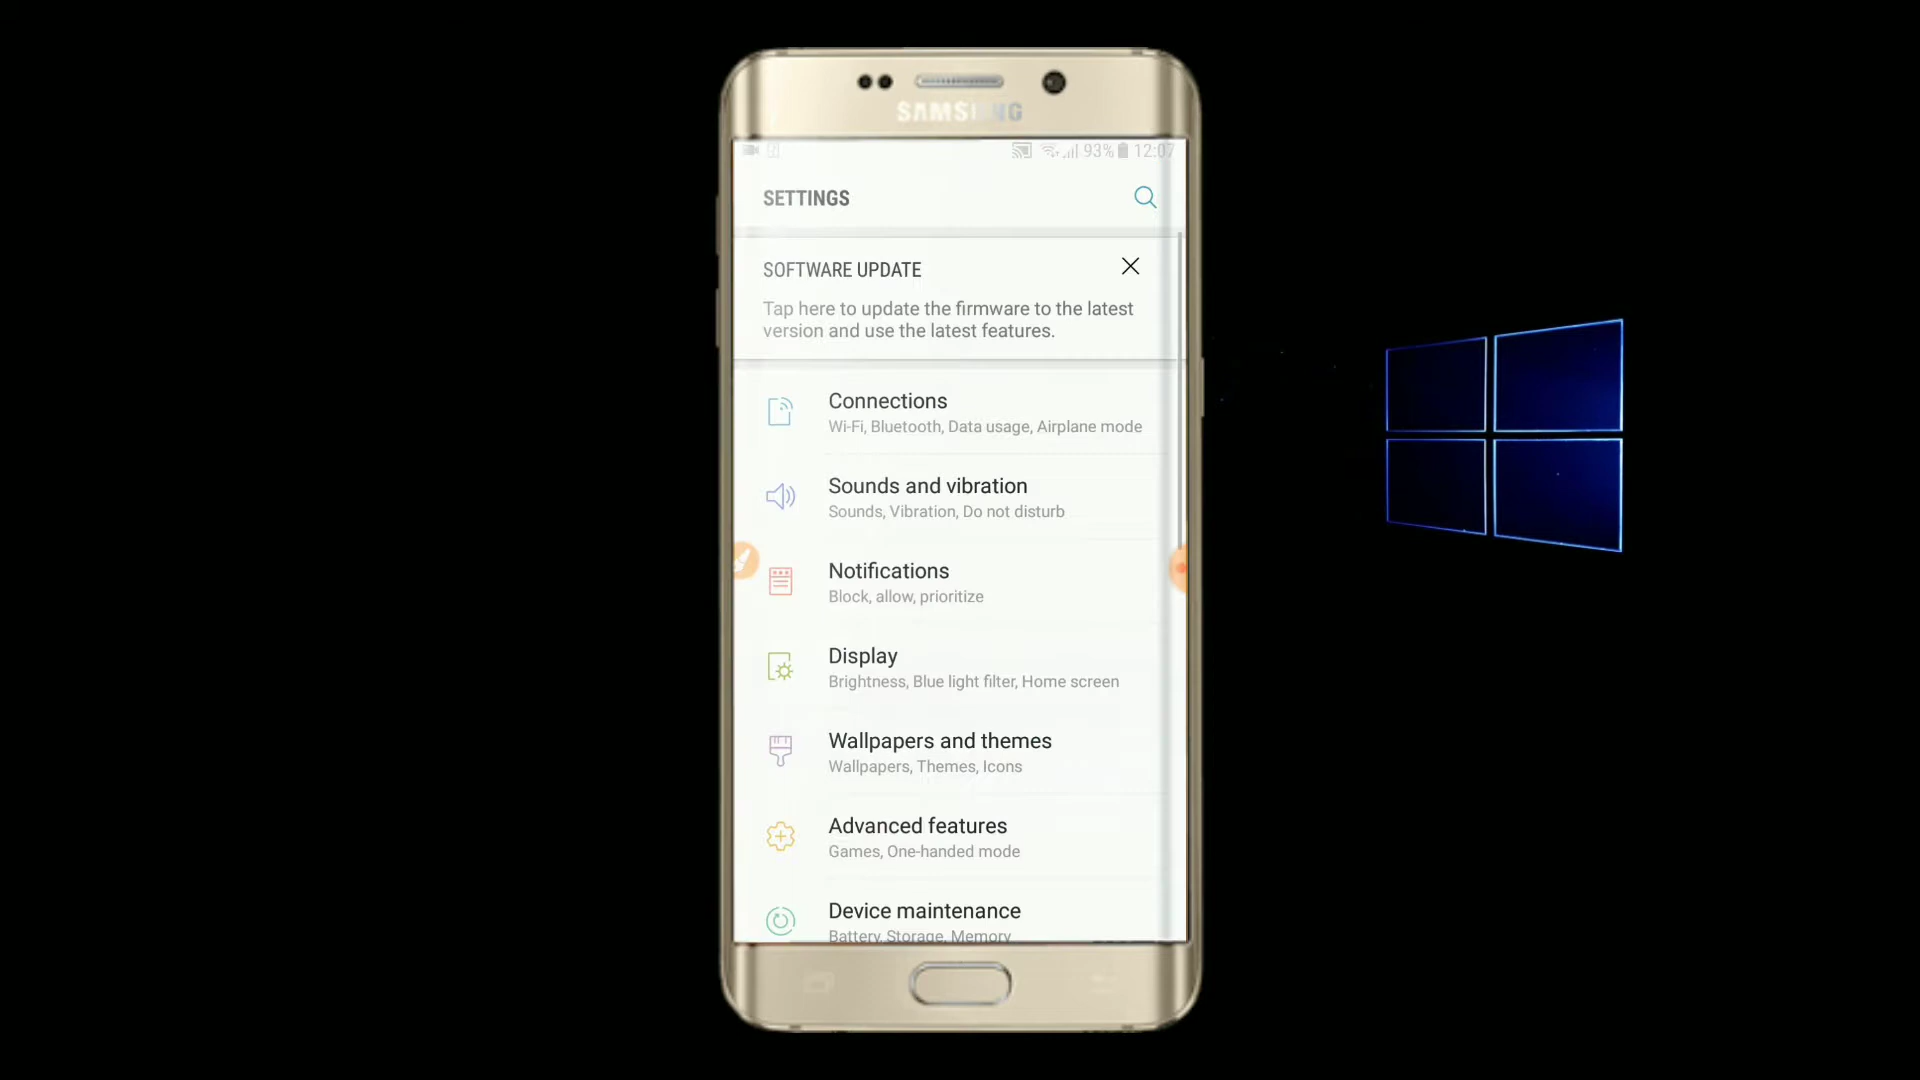 SAMSUNG
93% 12:07
SETTINGS
SOFTWARE UPDATE
Tap here to update the firmware to the latest
version and use the latest features.
Connections
Wi-Fi, Bluetooth, Data usage, Airplane mode
Sounds and vibration
Sounds, Vibration, Do not disturb
Notifications
Block, allow, prioritize
Display
Brightness, Blue light filter, Home screen
Wallpapers and themes
Wallpapers, Themes, Icons
Advanced features
Games, One-handed mode
Device maintenance
Battery, Storage, Memory